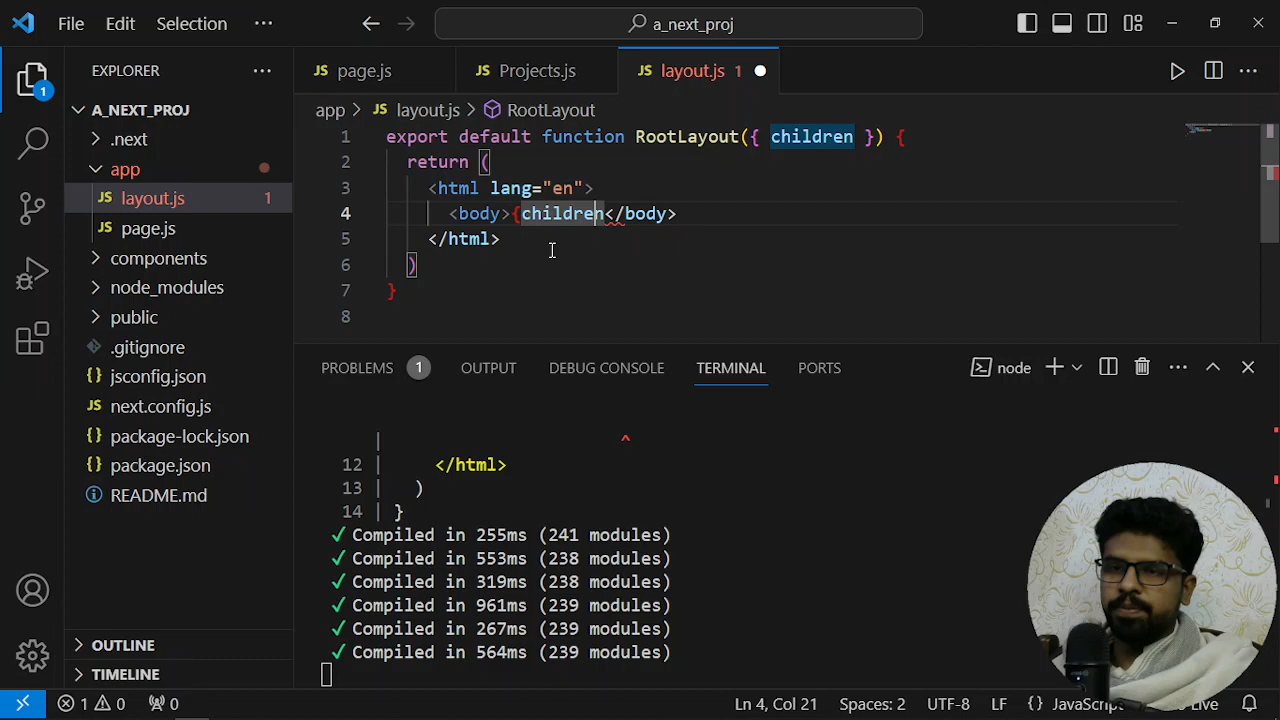 File Edit Selection ··· a_next_proj
EXPLORER ···
1
page.js Projects.js layout.js 1
A_NEXT_PROJ
.next
app
layout.js 1
page.js
components
node_modules
public
.gitignore
jsconfig.json
next.config.js
package-lock.json
package.json
README.md
OUTLINE
TIMELINE
app > layout.js > RootLayout
1 export default function RootLayout({ children }) {
2 return (
3 <html lang="en">
4 <body>{children</body>
5 </html>
6 )
7 }
8
PROBLEMS 1 OUTPUT DEBUG CONSOLE TERMINAL PORTS node
| ^
12 | </html>
13 | )
14 | }
✓ Compiled in 255ms (241 modules)
✓ Compiled in 553ms (238 modules)
✓ Compiled in 319ms (238 modules)
✓ Compiled in 961ms (239 modules)
✓ Compiled in 267ms (239 modules)
✓ Compiled in 564ms (239 modules)
1 0 0 Ln 4, Col 21 Spaces: 2 UTF-8 LF {} JavaScript Live